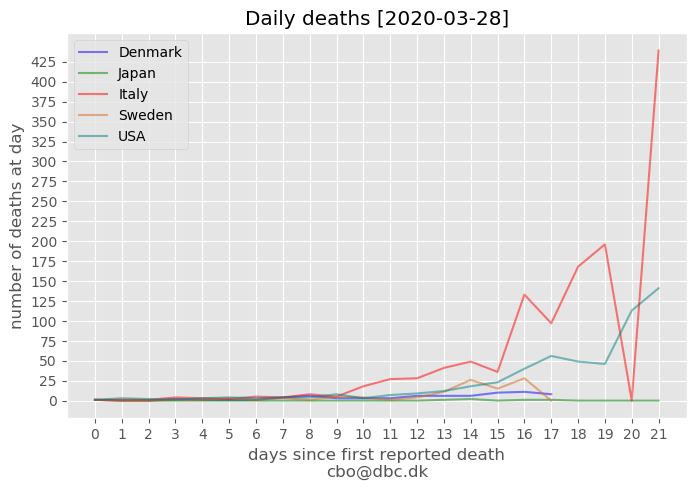 Daily deaths [2020-03-28]
Denmark
Japan
Italy
Sweden
USA
number of deaths at day
425
400
375
350
325
300
275
250
225
200
175
150
125
100
75
50
25
0
0 1 2 3 4 5 6 7 8 9 10 11 12 13 14 15 16 17 18 19 20 21
days since first reported death
cbo@dbc.dk